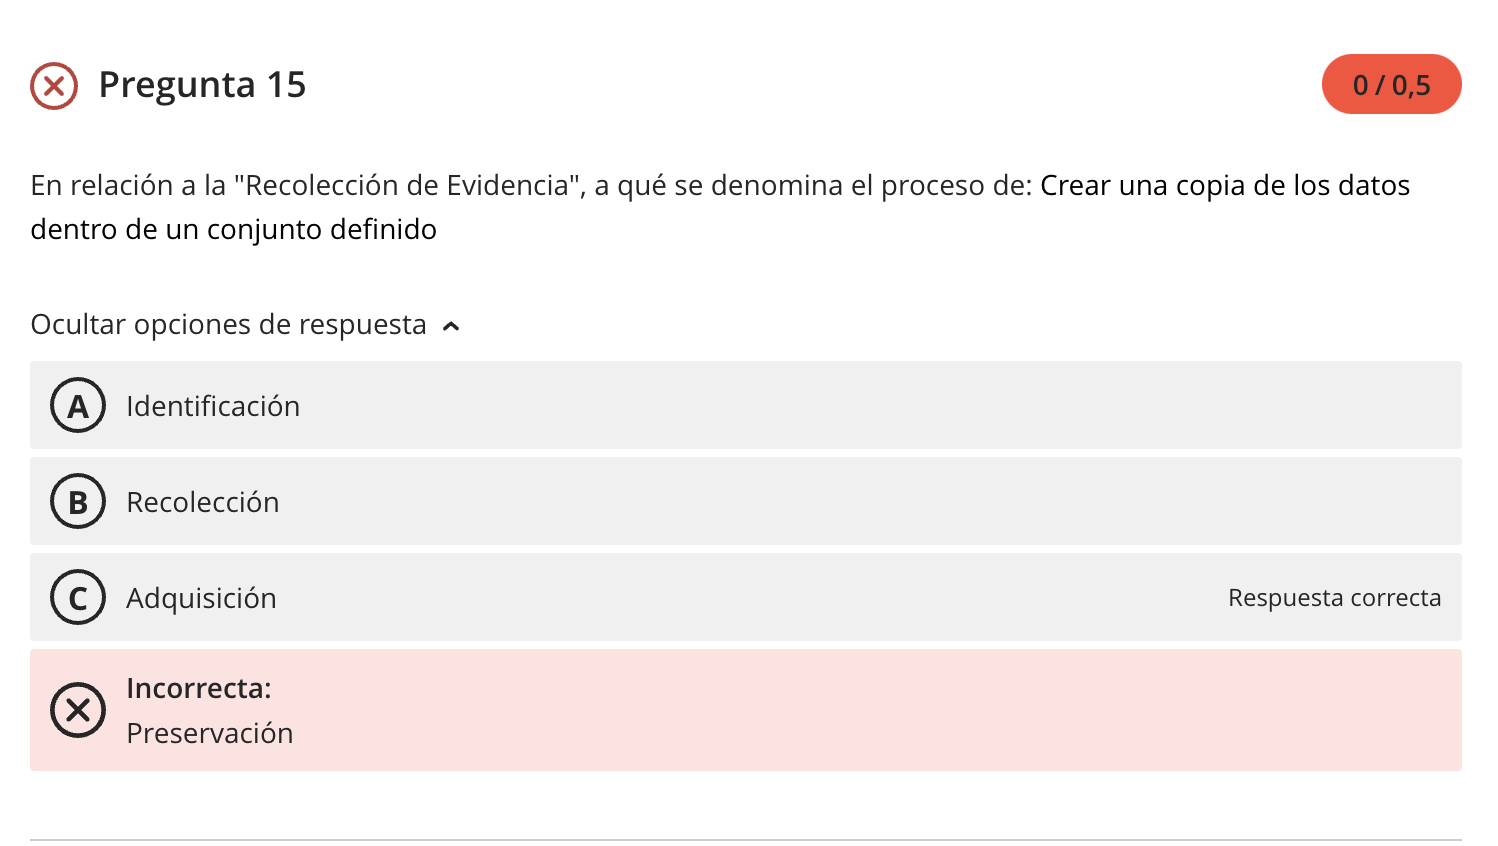 Pregunta 15
0 / 0,5
En relación a la "Recolección de Evidencia", a qué se denomina el proceso de: Crear una copia de los datos
dentro de un conjunto definido
Ocultar opciones de respuesta
A Identificación
B Recolección
C Adquisición
Respuesta correcta
Incorrecta:
Preservación